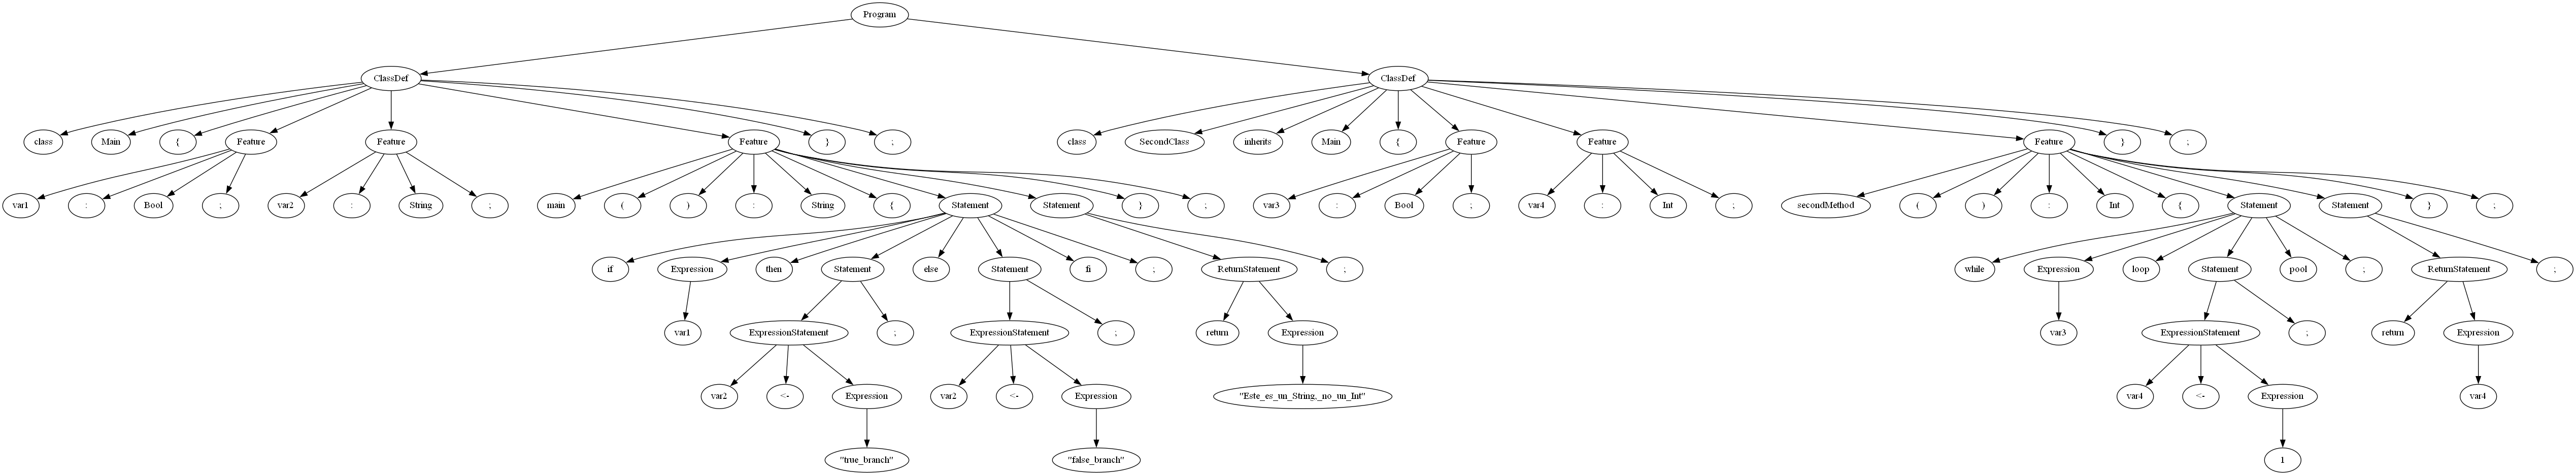 Program
ClassDef ClassDef
class Main { Feature Feature Feature } ; class SecondClass inherits Main { Feature Feature Feature } ;
var1 : Bool ; var2 : String ; main ( ) : String { Statement Statement } ; var3 : Bool ; var4 : Int ; secondMethod ( ) : Int { Statement Statement } ;
if Expression then Statement else Statement fi ; ReturnStatement ; while Expression loop Statement pool ; ReturnStatement ;
var1 ExpressionStatement ; ExpressionStatement ; return Expression var3 ExpressionStatement ; return Expression
var2 <- Expression var2 <- Expression "Este_es_un_String,_no_un_Int" var4 <- Expression var4
"true_branch" "false_branch" 1